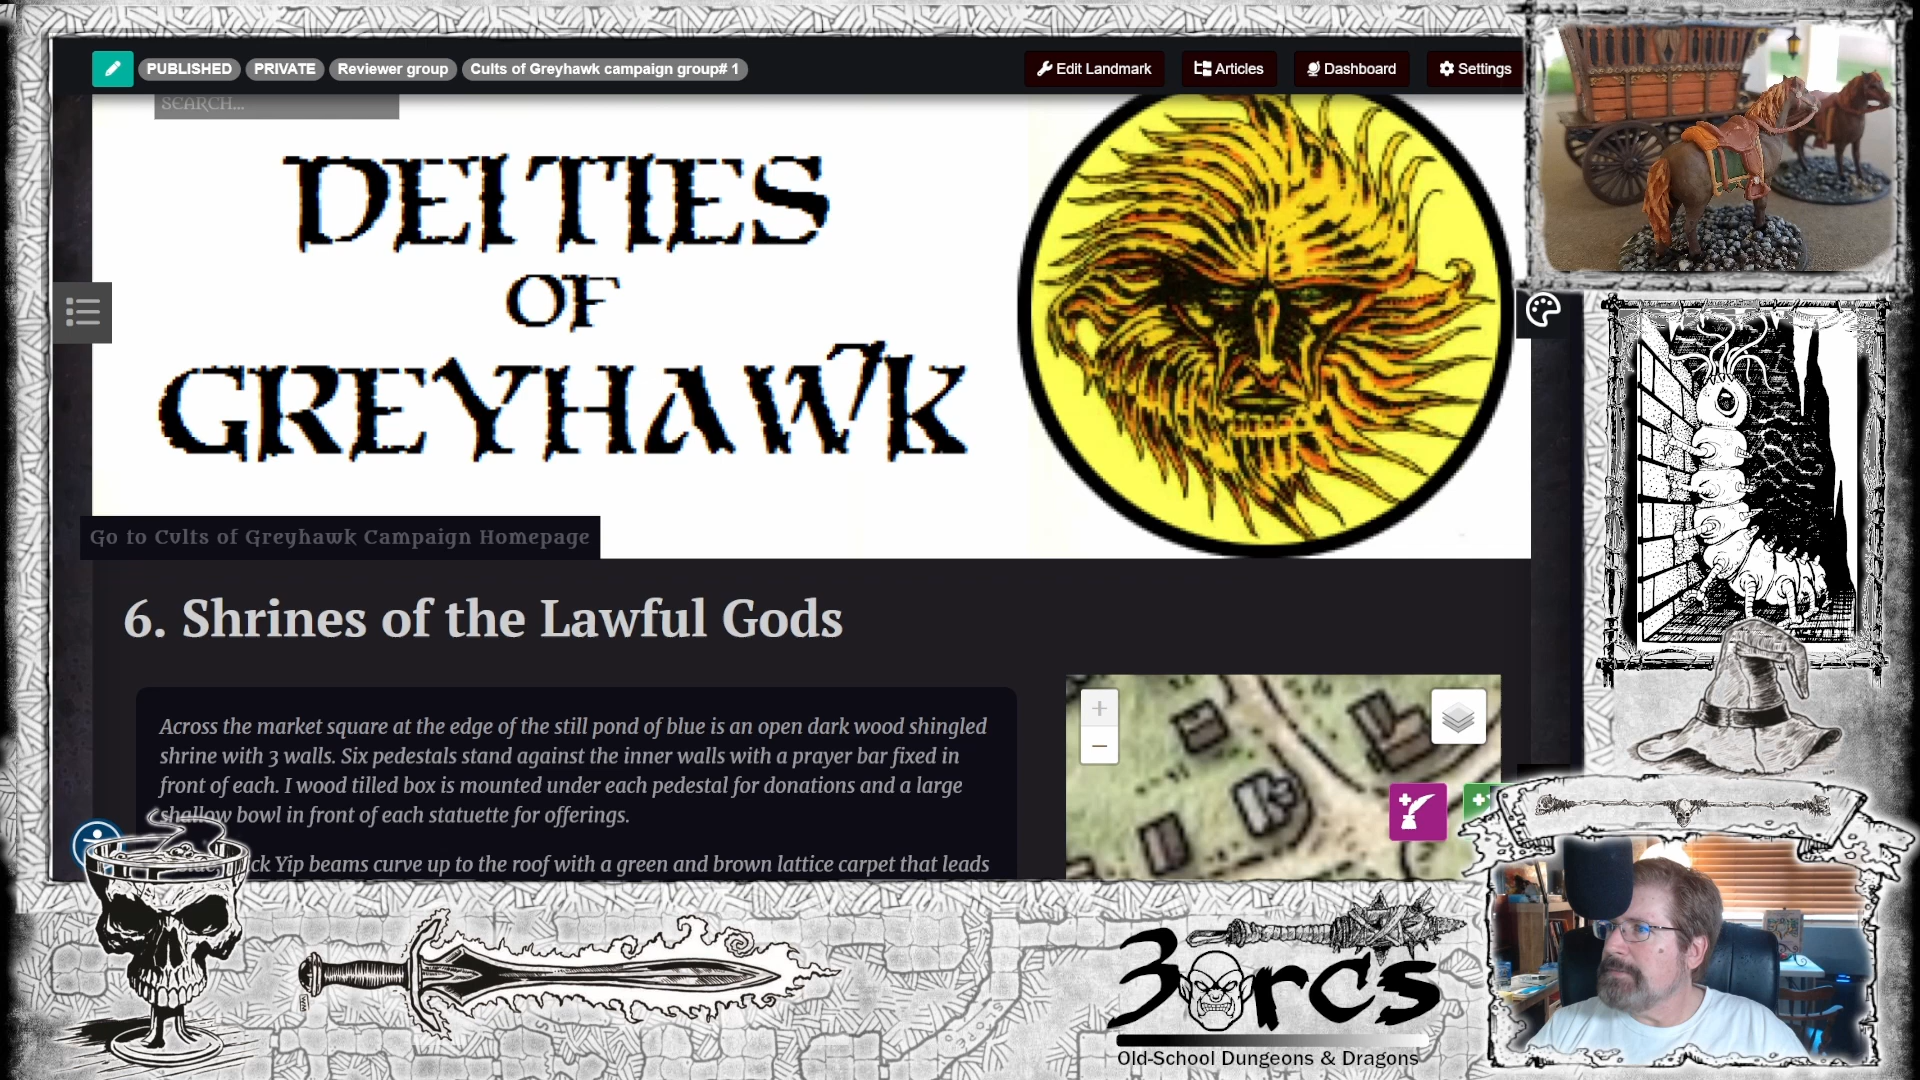 PUBLISHED PRIVATE Reviewer group Cults of Greyhawk campaign group# 1
Edit Landmark Articles Dashboard Settings
SEARCH...
DEITIES
OF
GREYHAWK
Go to Cults of Greyhawk Campaign Homepage
6. Shrines of the Lawful Gods
Across the market square at the edge of the still pond of blue is an open dark wood shingled
shrine with 3 walls. Six pedestals stand against the inner walls with a prayer bar fixed in
front of each. I wood tilled box is mounted under each pedestal for donations and a large
shallow bowl in front of each statuette for offerings.
Yip beams curve up to the roof with a green and brown lattice carpet that leads
3 orcs
Old-School Dungeons & Dragons